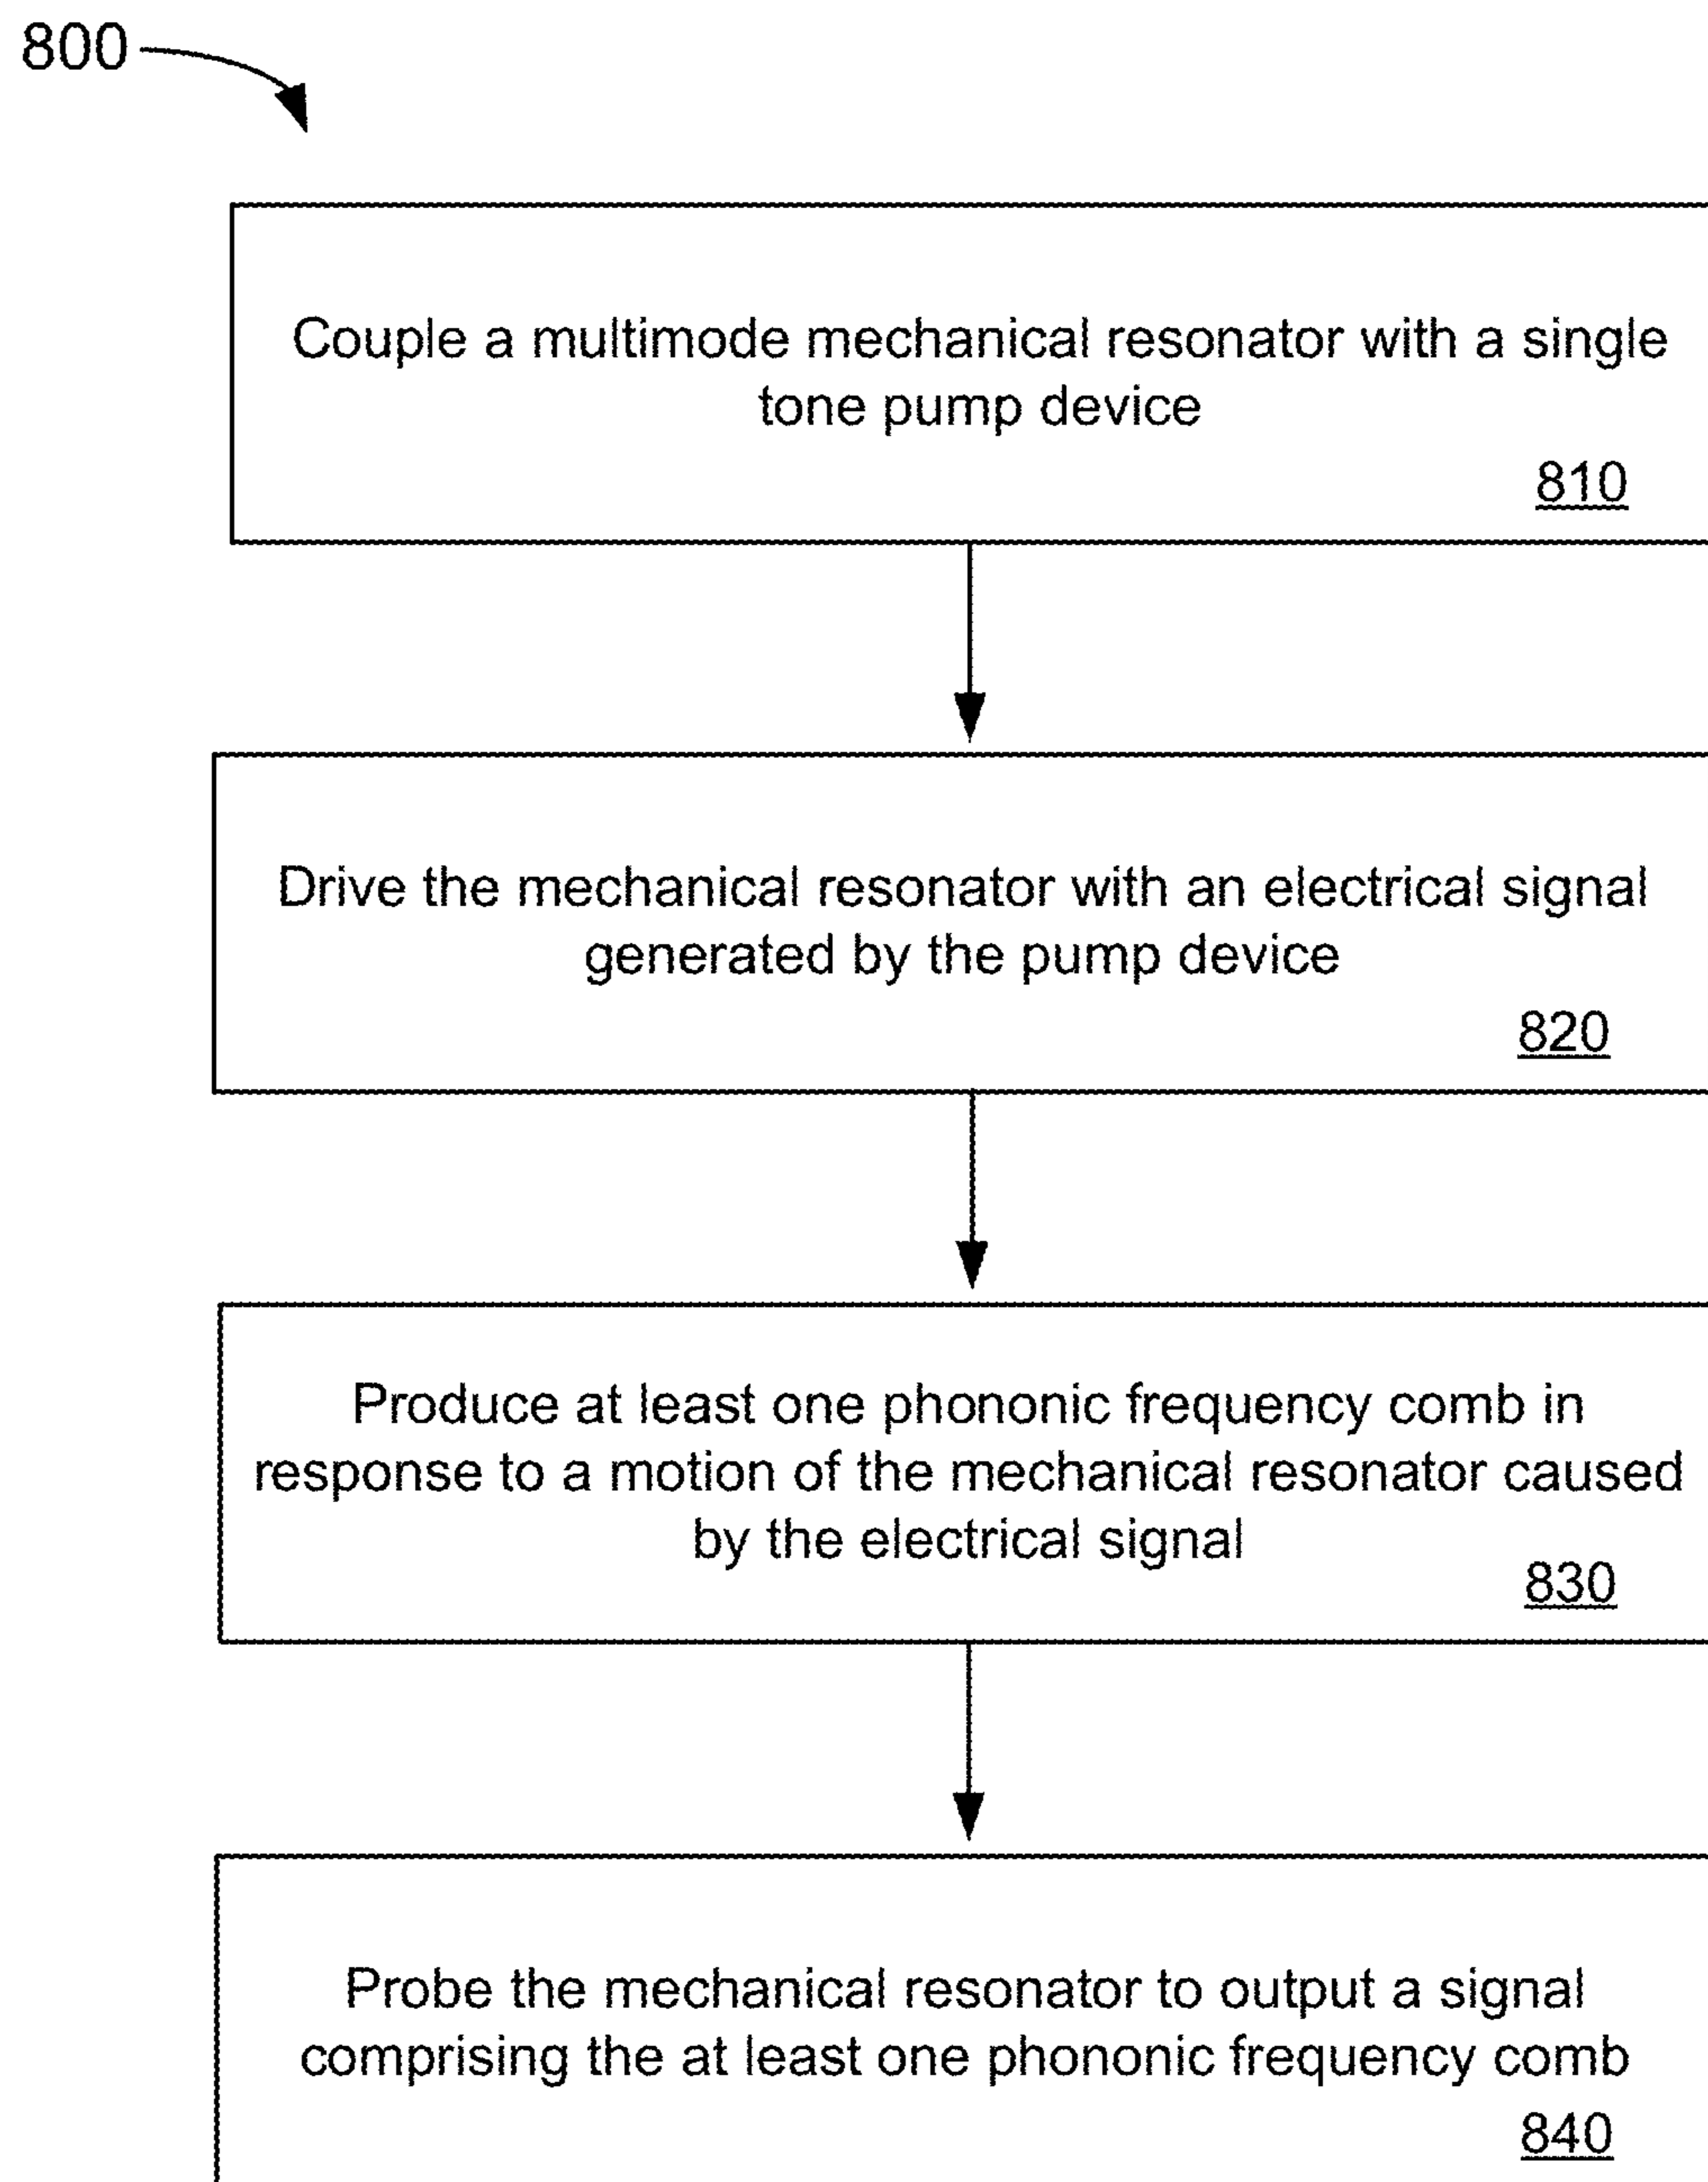 800
Couple a multimode mechanical resonator with a single
tone pump device
810
Drive the mechanical resonator with an electrical signal
generated by the pump device
820
Produce at least one phononic frequency comb in
response to a motion of the mechanical resonator caused
by the electrical signal
830
Probe the mechanical resonator to output a signal
comprising the at least one phononic frequency comb
840